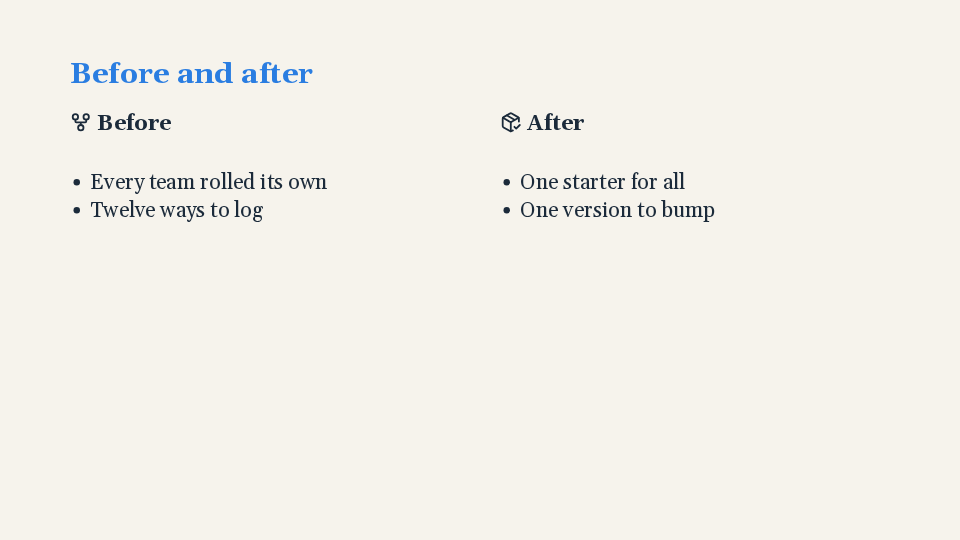 Before and after
Before
• Every team rolled its own
• Twelve ways to log
After
• One starter for all
• One version to bump